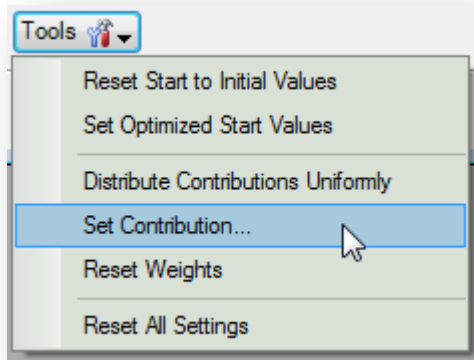 Tools
Reset Start to Initial Values
Set Optimized Start Values
Distribute Contributions Uniformly
Set Contribution...
Reset Weights
Reset All Settings